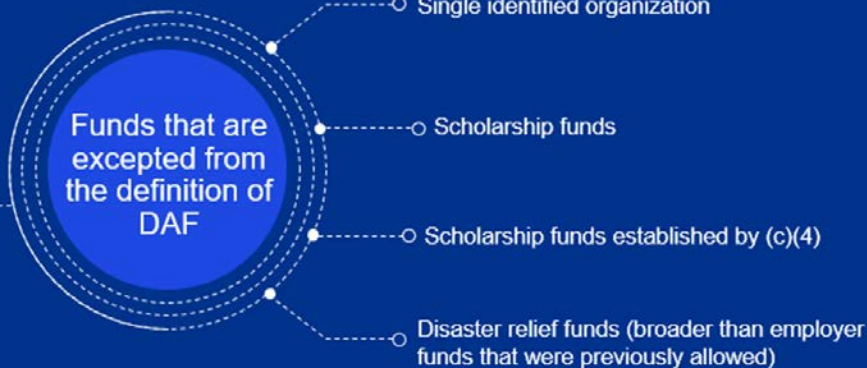 Single identified organization
Funds that are
excepted from
the definition of
DAF
Scholarship funds
Scholarship funds established by (c)(4)
Disaster relief funds (broader than employer
funds that were previously allowed)